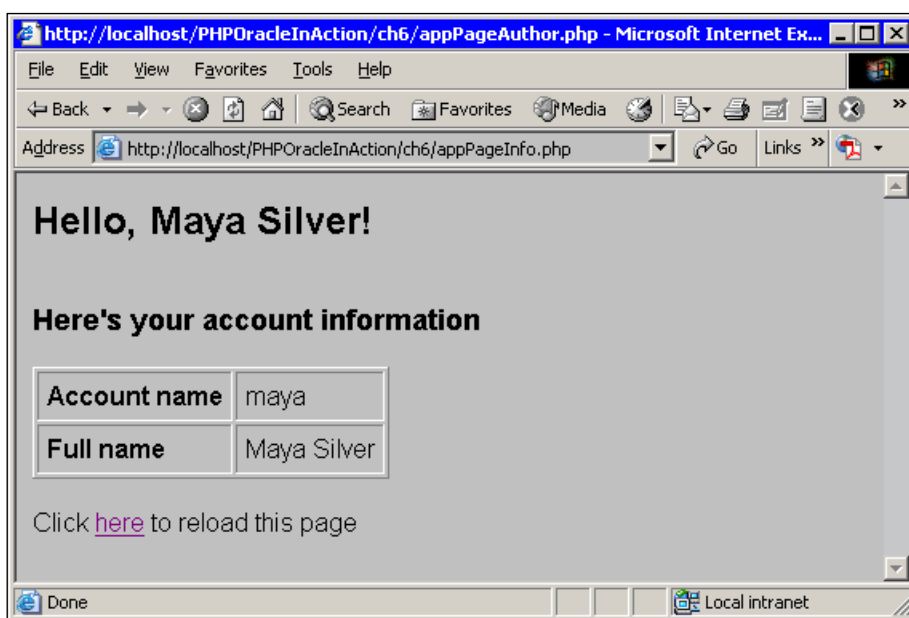 http://localhost/PHPOracleInAction/ch6/appPageAuthor.php - Microsoft Internet Ex...
File Edit View Favorites Tools Help
Back Search Favorites Media »
Address http://localhost/PHPOracleInAction/ch6/appPageInfo.php Go Links »
Hello, Maya Silver!
Here's your account information
Account name maya
Full name Maya Silver
Click here to reload this page
Done Local intranet